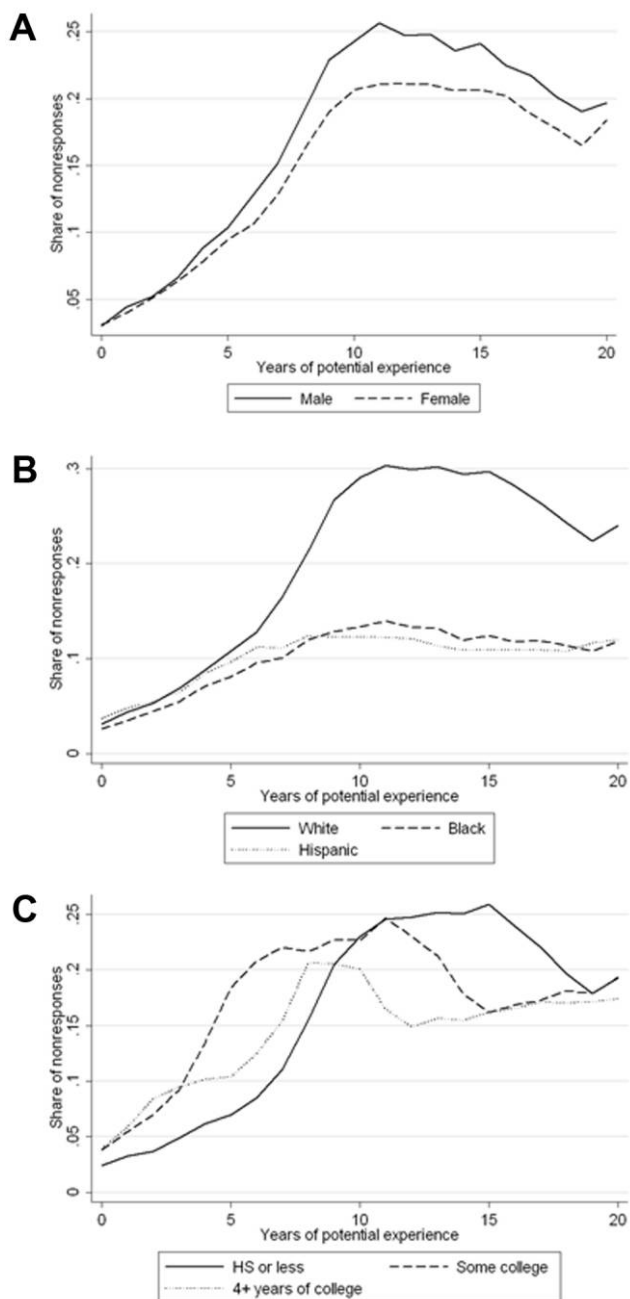 A
Share of nonresponses
.25
.2
.15
.1
.05
0 5 10 15 20
Years of potential experience
Male Female
B
Share of nonresponses
.3
.2
.1
0
0 5 10 15 20
Years of potential experience
White Black
Hispanic
C
Share of nonresponses
.25
.2
.15
.1
.05
0
0 5 10 15 20
Years of potential experience
HS or less Some college
4+ years of college